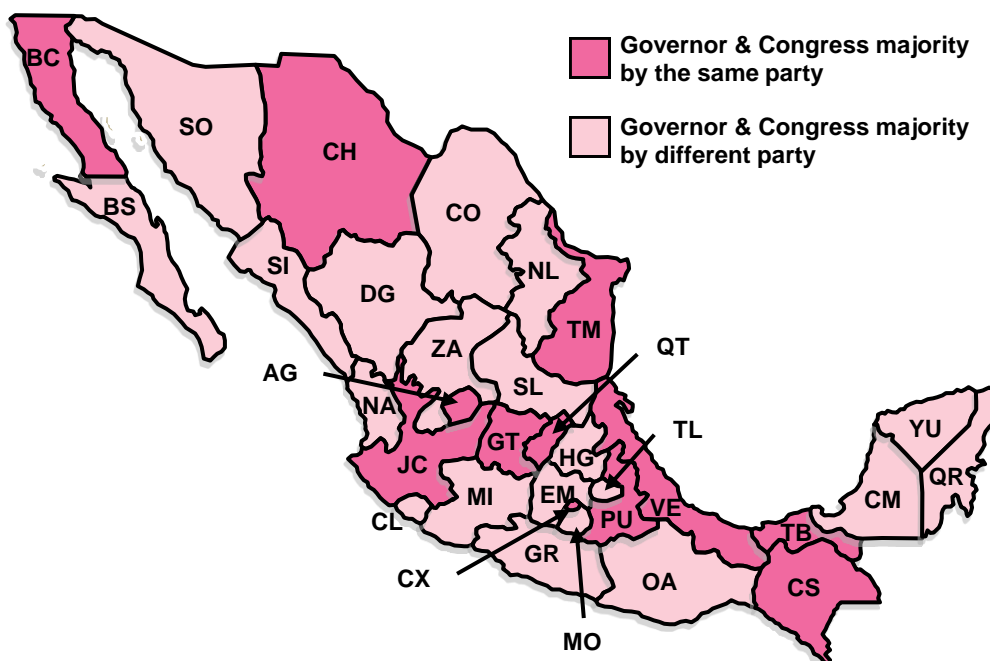 Governor & Congress majority
by the same party
Governor & Congress majority
by different party
BC
SO
CH
BS
CO
SI
NL
DG
TM
ZA
QT
AG
SL
NA
TL
GT
YU
HG
JC
QR
MI
EM
CM
VE
PU
CL
TB
GR
CX
OA
CS
MO